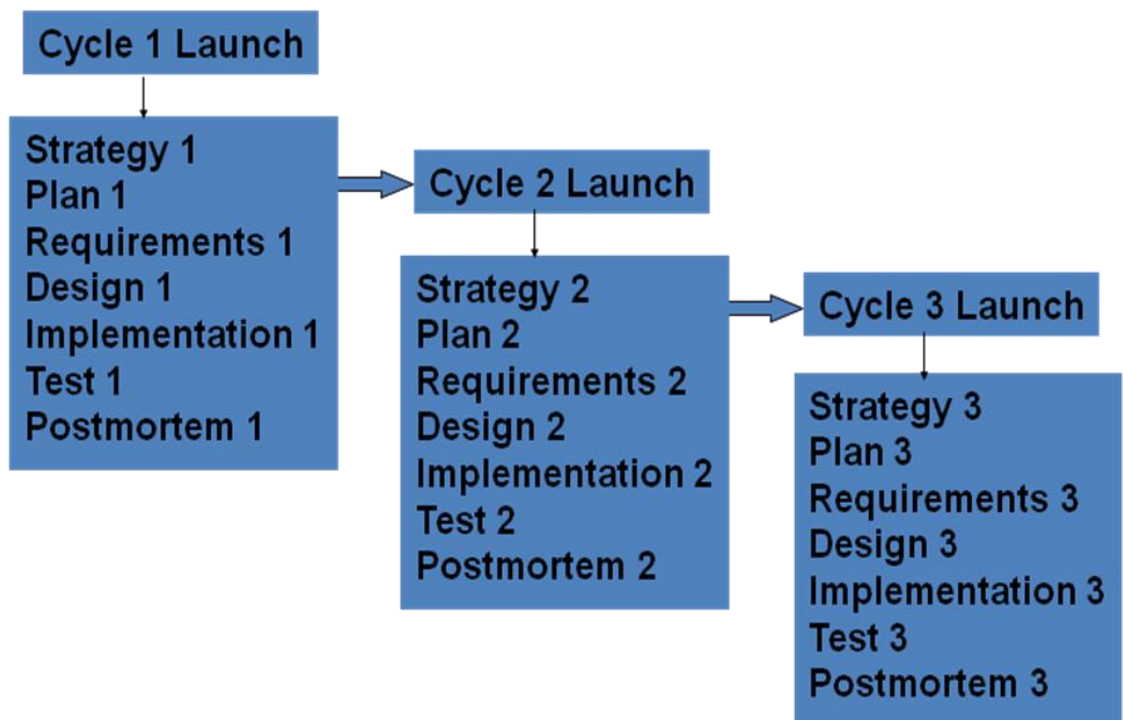 Cycle 1 Launch
Strategy 1
Plan 1
Requirements 1
Design 1
Implementation 1
Test 1
Postmortem 1
Cycle 2 Launch
Strategy 2
Plan 2
Requirements 2
Design 2
Implementation 2
Test 2
Postmortem 2
Cycle 3 Launch
Strategy 3
Plan 3
Requirements 3
Design 3
Implementation 3
Test 3
Postmortem 3